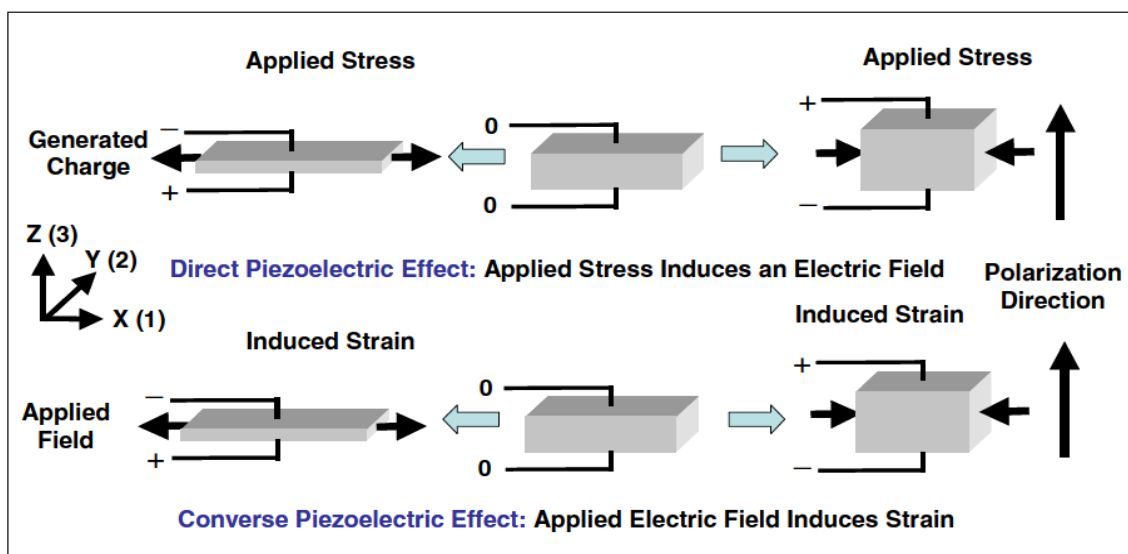 Applied Stress
Applied Stress
Generated
Charge
−
+
0
0
+
−
Z (3)
Y (2)
X (1)
Direct Piezoelectric Effect: Applied Stress Induces an Electric Field
Polarization
Direction
Induced Strain
Induced Strain
Applied
Field
−
+
0
0
+
−
Converse Piezoelectric Effect: Applied Electric Field Induces Strain